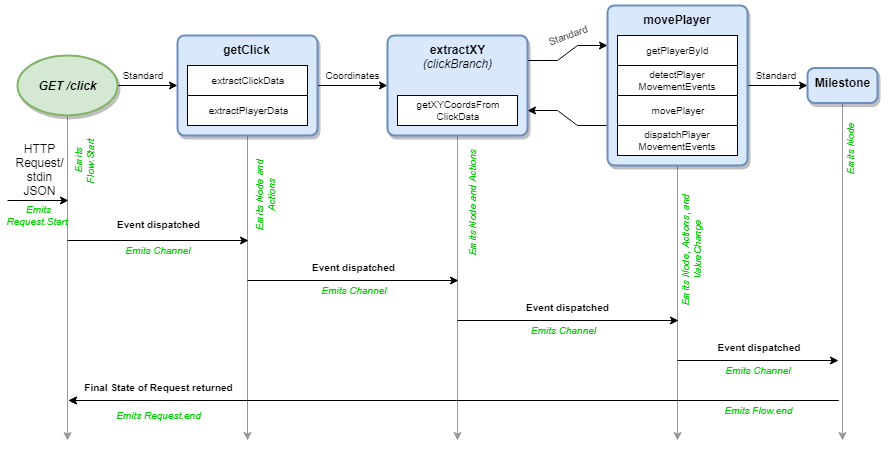 movePlayer
getClick
extractXY
(clickBranch)
Standard
getPlayerById
GET /click
Standard
extractClickData
Coordinates
detectPlayer
MovementEvents
Standard
Milestone
extractPlayerData
getXYCoordsFrom
ClickData
movePlayer
dispatchPlayer
MovementEvents
HTTP
Request/
stdin
JSON
Emits
Flow.Start
Emits
Request.Start
Emits Node and
Actions
Emits Node and Actions
Emits Node, Actions, and
ValueChange
Emits Node
Event dispatched
Emits Channel
Event dispatched
Emits Channel
Event dispatched
Emits Channel
Event dispatched
Emits Channel
Final State of Request returned
Emits Request.end
Emits Flow.end